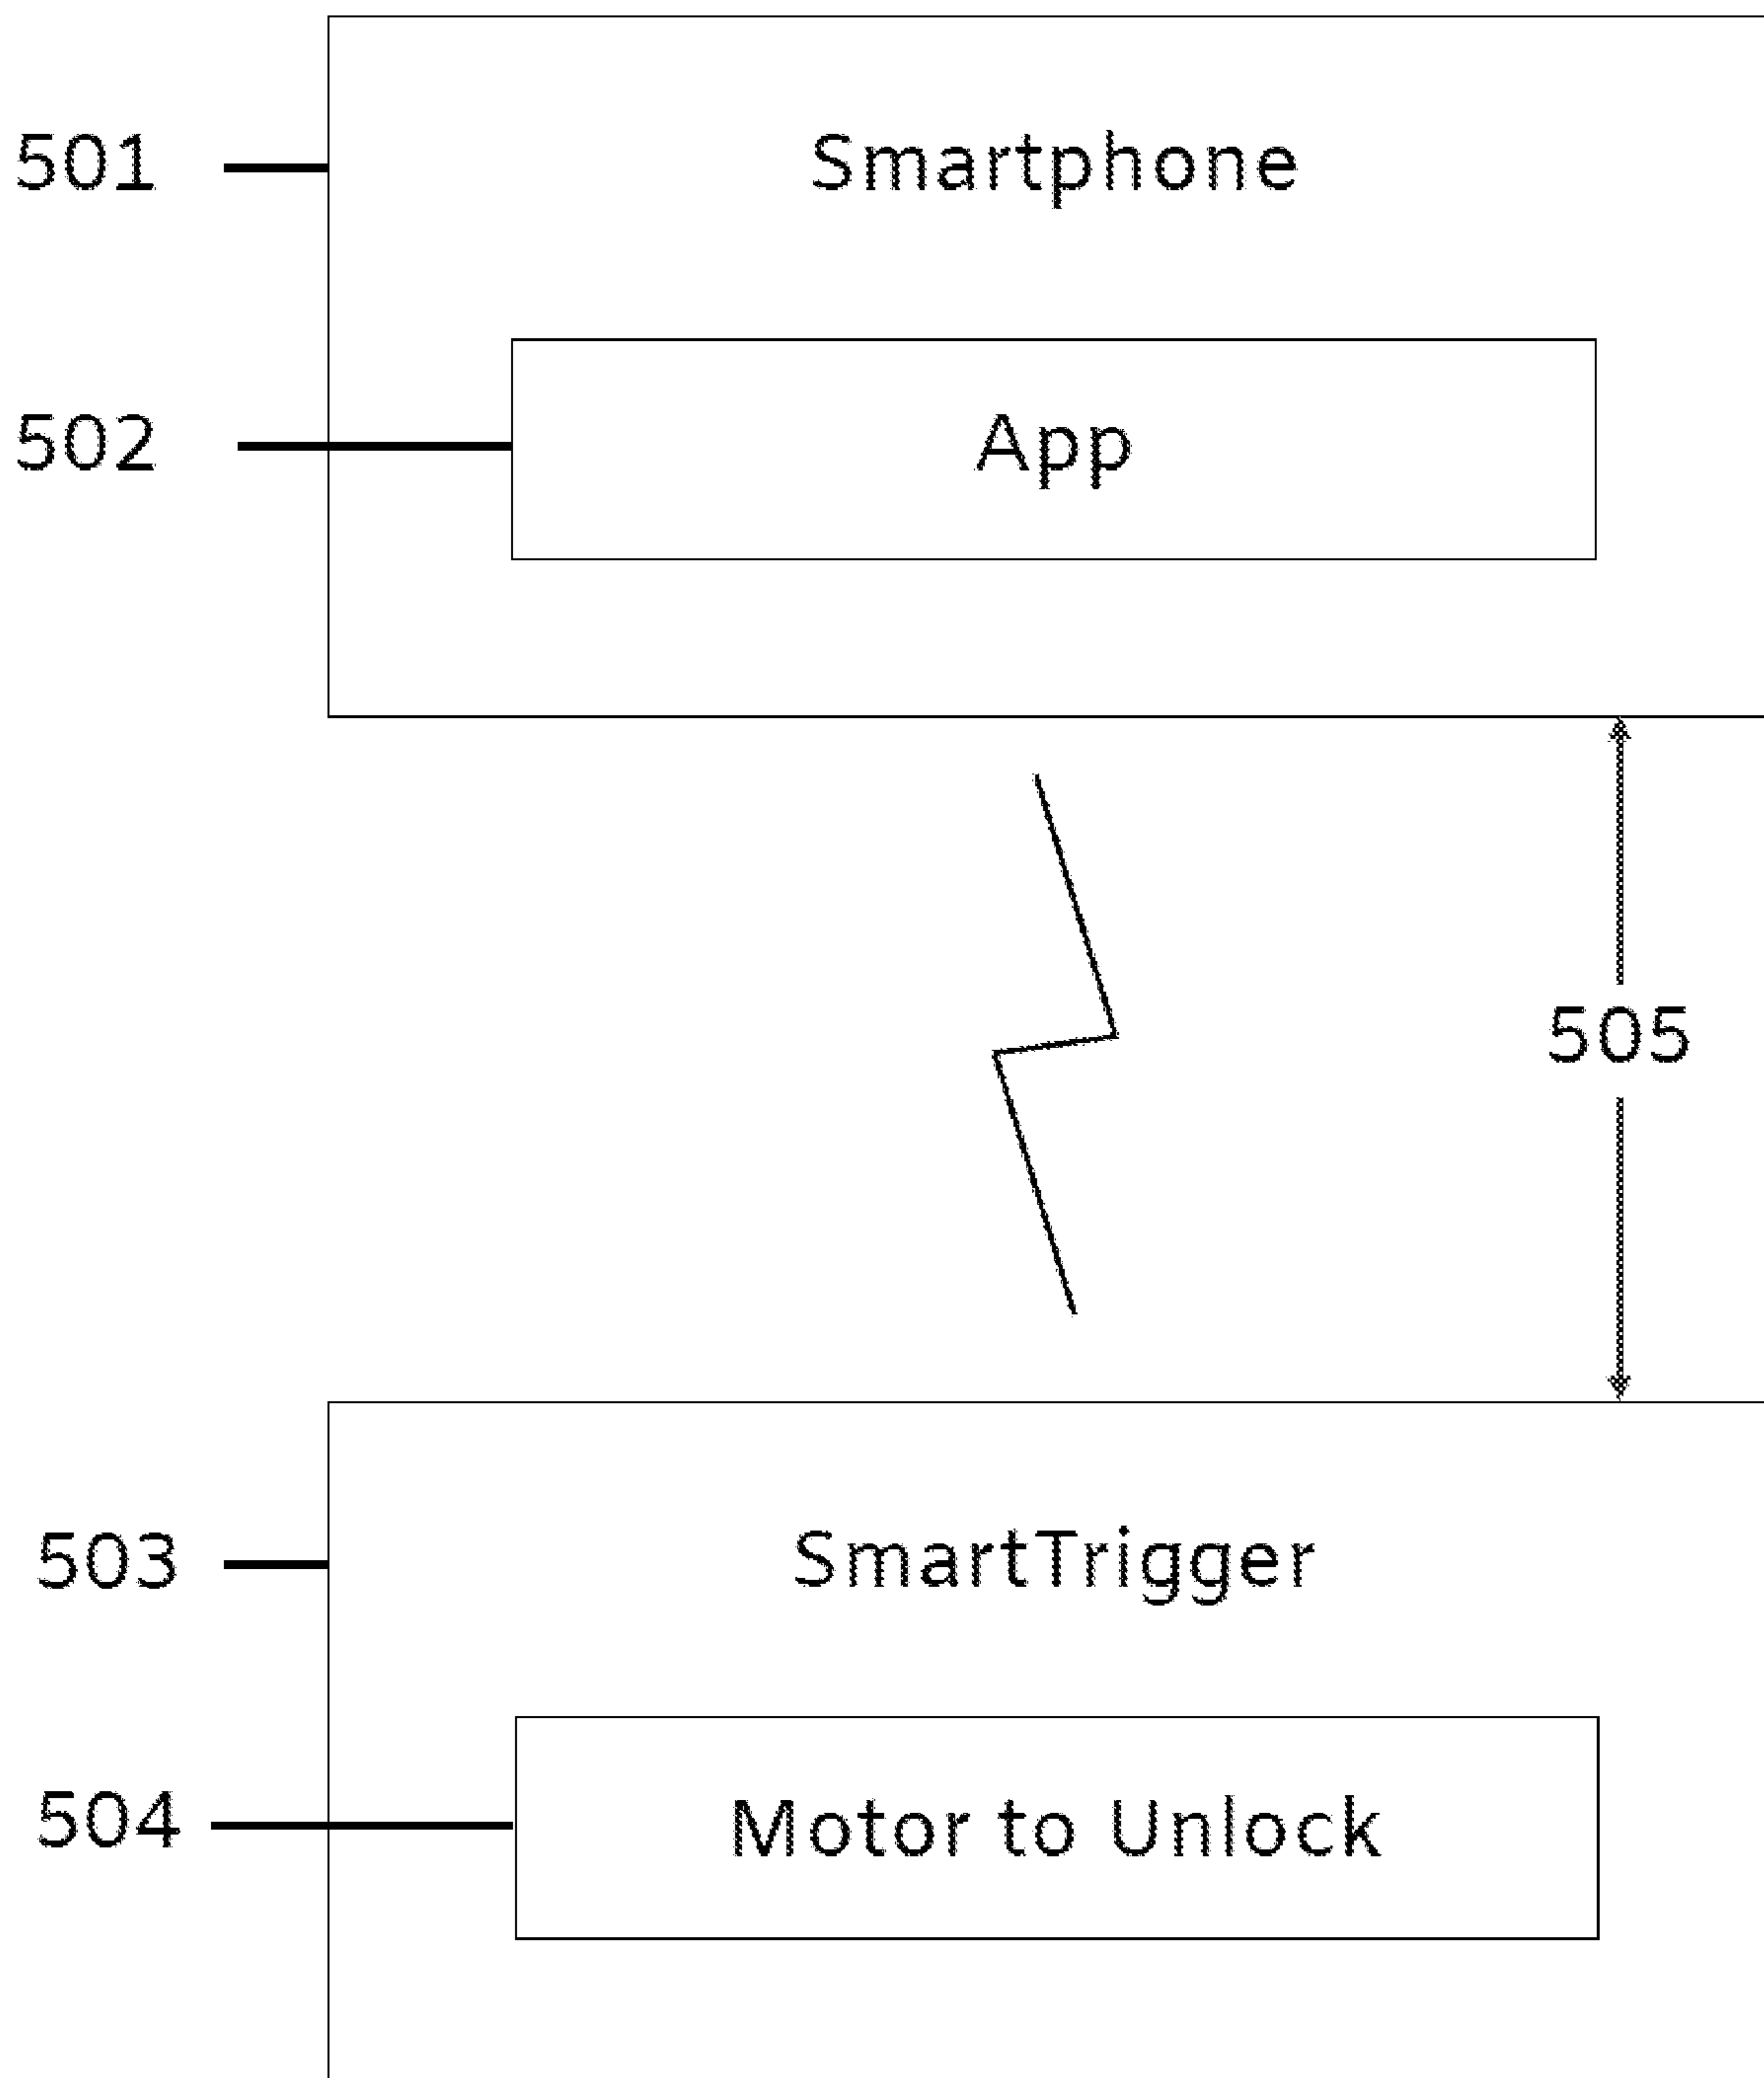 501 Smartphone
502 App
505
503 SmartTrigger
504 Motor to Unlock